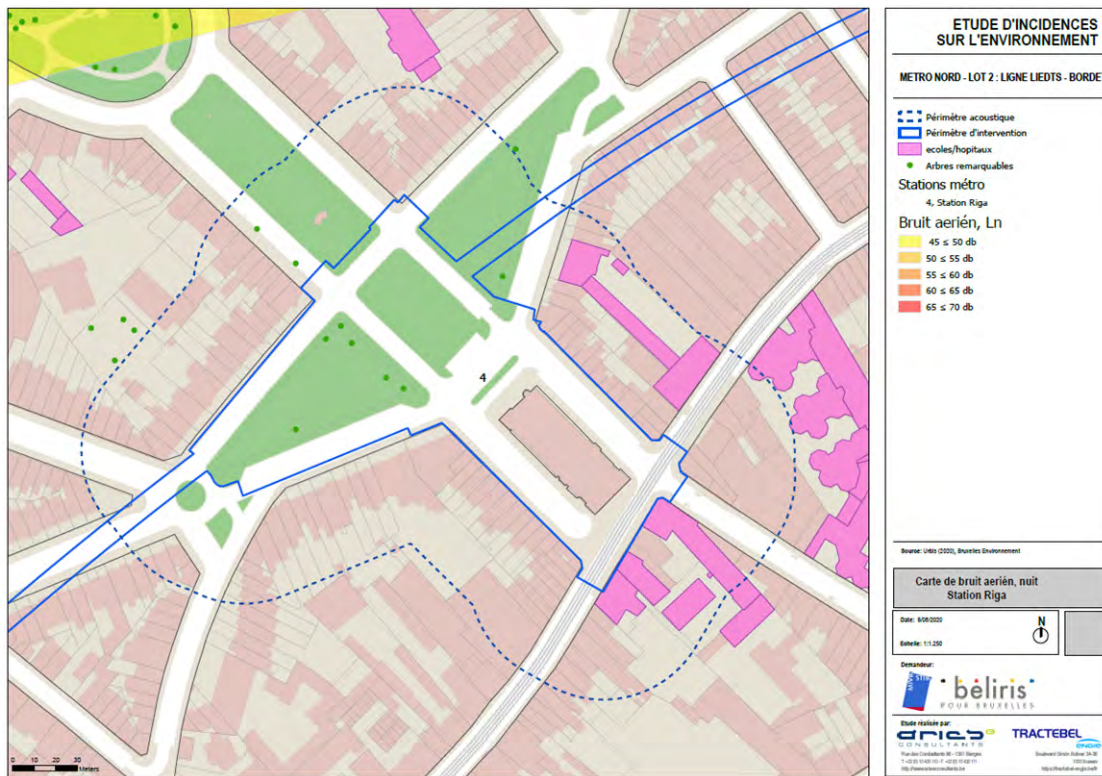 4
0 10 20 30
Meters
ETUDE D'INCIDENCES
SUR L'ENVIRONNEMENT
METRO NORD - LOT 2 : LIGNE LIEDTS - BORDE
Périmètre acoustique
Périmètre d'intervention
ecoles/hopitaux
Arbres remarquables
Stations métro
4, Station Riga
Bruit aerién, Ln
45 ≤ 50 db
50 ≤ 55 db
55 ≤ 60 db
60 ≤ 65 db
65 ≤ 70 db
Source: Urbis (2020), Bruxelles Environnement
Carte de bruit aerién, nuit
Station Riga
Date: 6/08/2020
N
Echelle: 1:1.250
Demandeur:
beliris
POUR BRUXELLES
Etude réalisée par:
aries
CONSULTANTS
TRACTEBEL
ENGIE